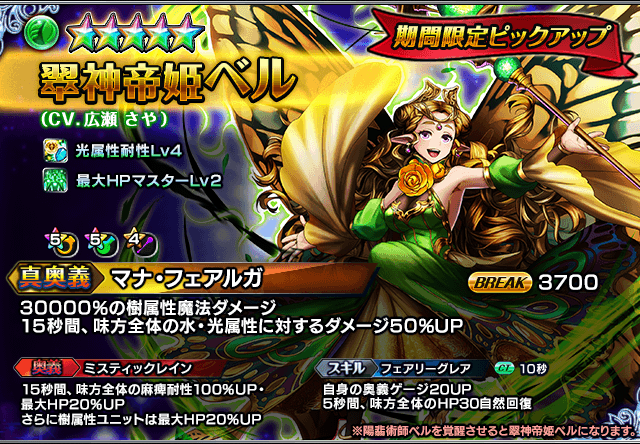 期間限定ピックアップ
翠神帝姫ベル
(CV.広瀬 さや)
光属性耐性Lv4
最大HPマスターLv2
5 5 4
真奥義 マナ・フェアルガ
BREAK 3700
30000%の樹属性魔法ダメージ
15秒間、味方全体の水・光属性に対するダメージ50%UP
奥義 ミスティックレイン
15秒間、味方全体の麻痺耐性100%UP・
最大HP20%UP
さらに樹属性ユニットは最大HP20%UP
スキル フェアリーグレア CT 10秒
自身の奥義ゲージ20UP
5秒間、味方全体のHP30自然回復
※陽翡術師ベルを覚醒させると翠神帝姫ベルになります。